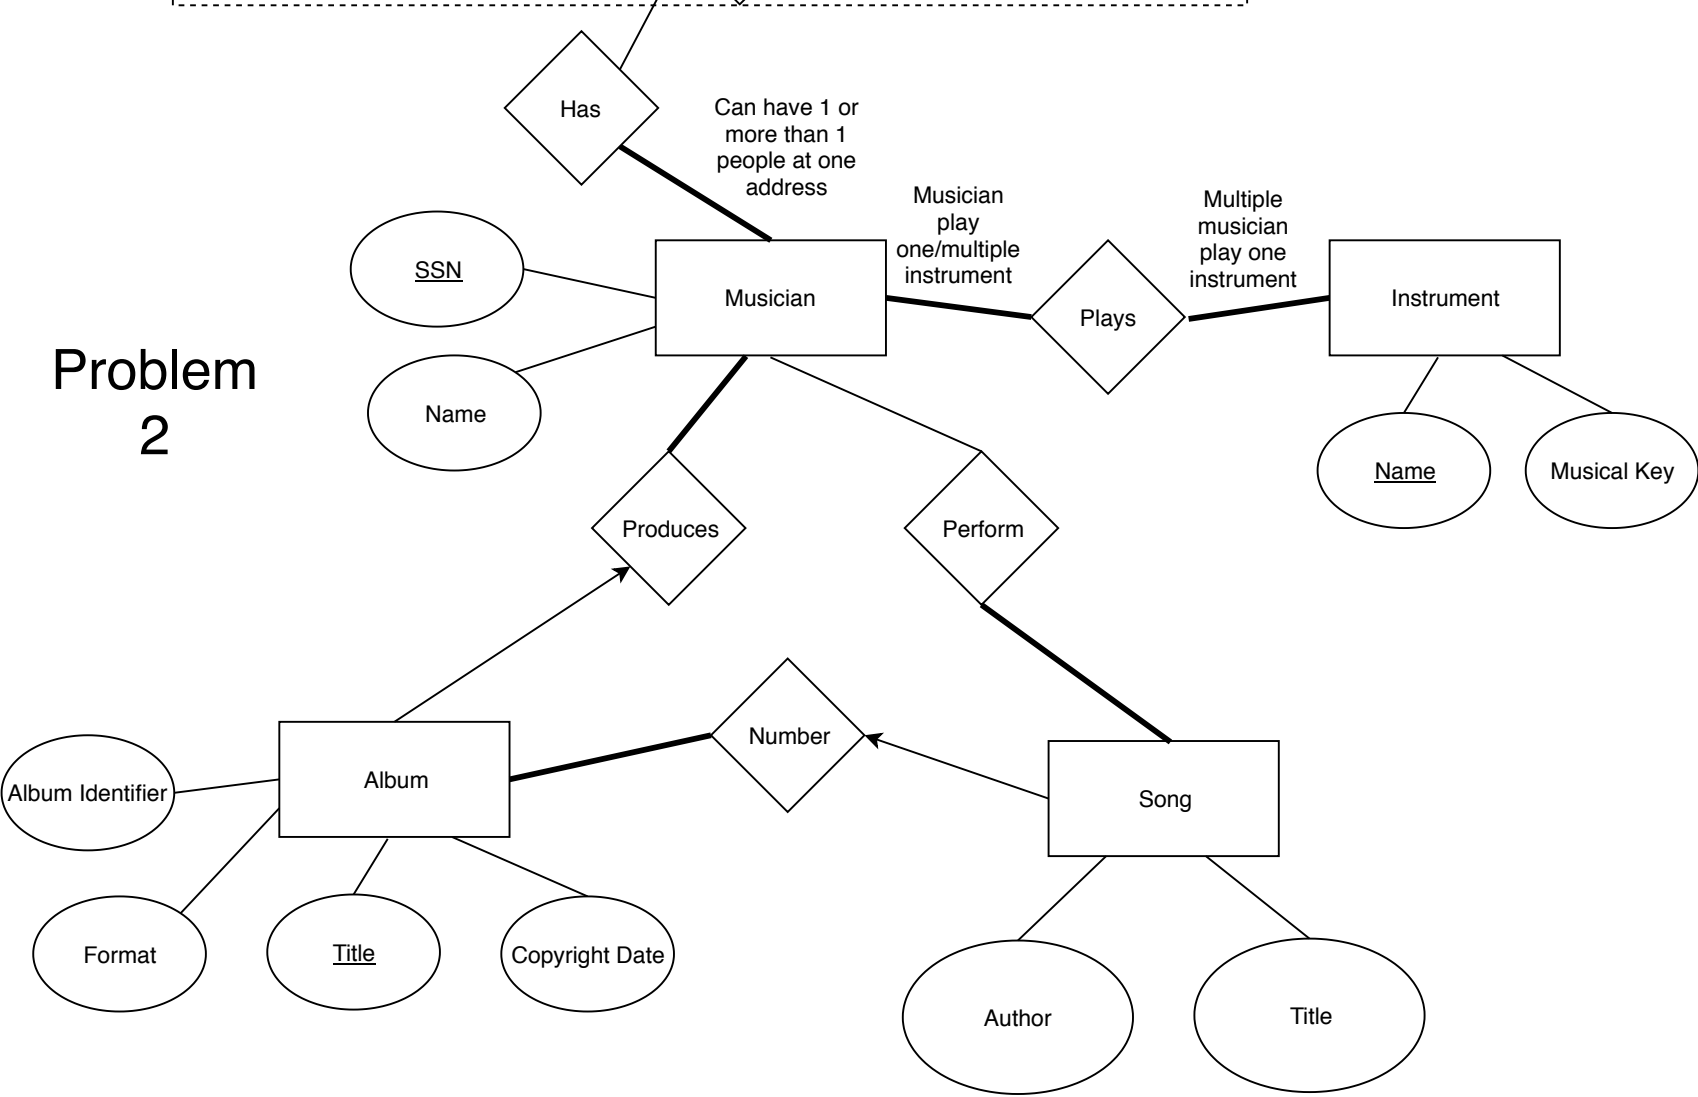 Has
Can have 1 or
more than 1
people at one
address
Musician
play
one/multiple
instrument
Multiple
musician
play one
instrument
SSN
Musician
Plays
Instrument
Problem
2
Name
Name
Musical Key
Produces
Perform
Number
Album
Song
Album Identifier
Format
Title
Copyright Date
Author
Title